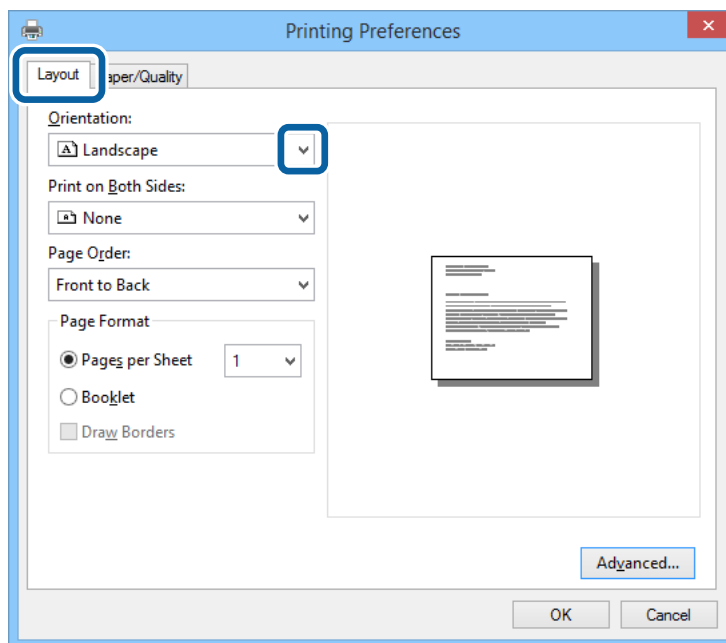 Printing Preferences
Layout
aper/Quality
Orientation:
Landscape
Print on Both Sides:
None
Page Order:
Front to Back
Page Format
Pages per Sheet 1
Booklet
Draw Borders
Advanced...
OK Cancel